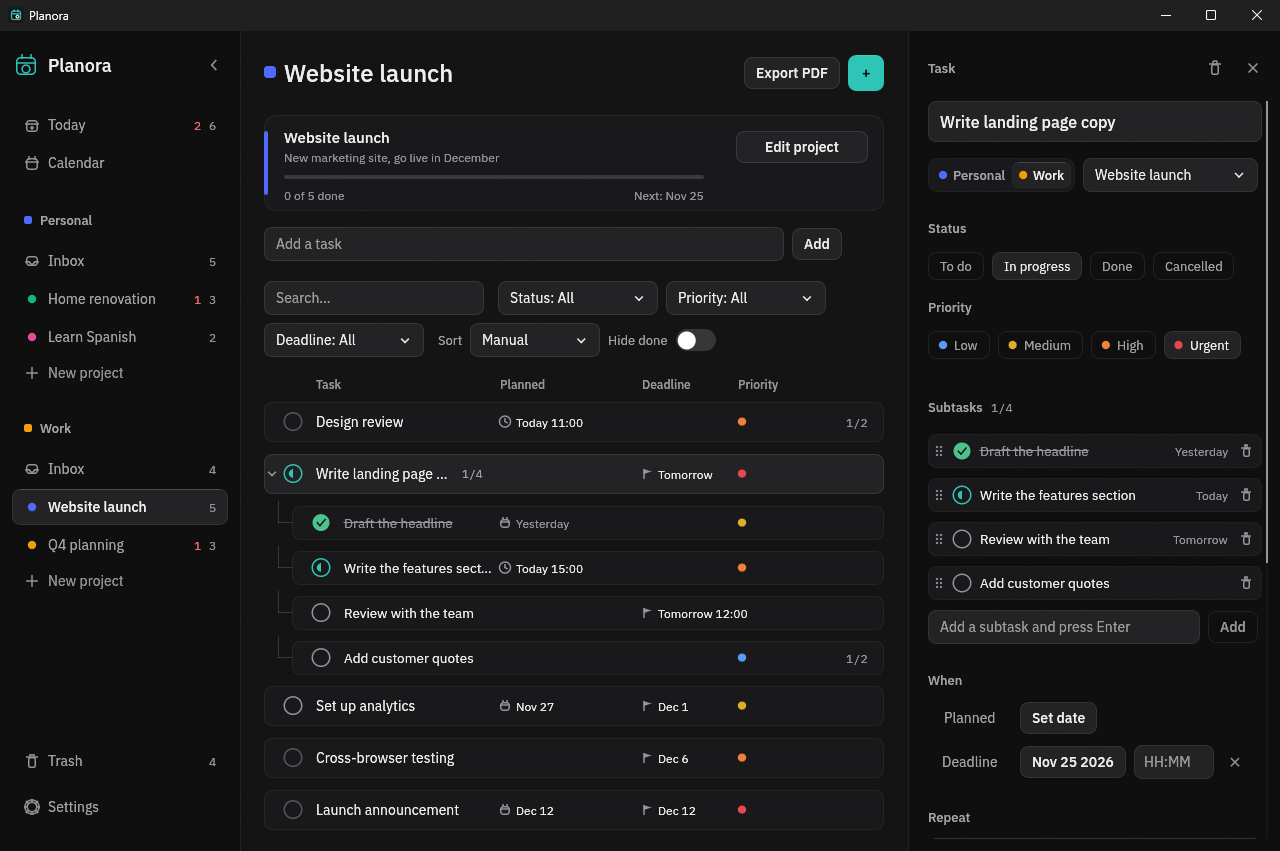 Planora
Planora
Today 2 6
Calendar
Personal
Inbox 5
Home renovation 1 3
Learn Spanish 2
New project
Work
Inbox 4
Website launch 5
Q4 planning 1 3
New project
Trash 4
Settings
Website launch
Export PDF
+
Website launch
New marketing site, go live in December
0 of 5 done
Next: Nov 25
Edit project
Add a task
Add
Search...
Status: All
Priority: All
Deadline: All
Sort
Manual
Hide done
Task Planned Deadline Priority
Design review Today 11:00 1/2
Write landing page ... 1/4 Tomorrow
Draft the headline Yesterday
Write the features sect... Today 15:00
Review with the team Tomorrow 12:00
Add customer quotes 1/2
Set up analytics Nov 27 Dec 1
Cross-browser testing Dec 6
Launch announcement Dec 12 Dec 12
Task
Write landing page copy
Personal Work Website launch
Status
To do In progress Done Cancelled
Priority
Low Medium High Urgent
Subtasks 1/4
Draft the headline Yesterday
Write the features section Today
Review with the team Tomorrow
Add customer quotes
Add a subtask and press Enter Add
When
Planned Set date
Deadline Nov 25 2026 HH:MM
Repeat